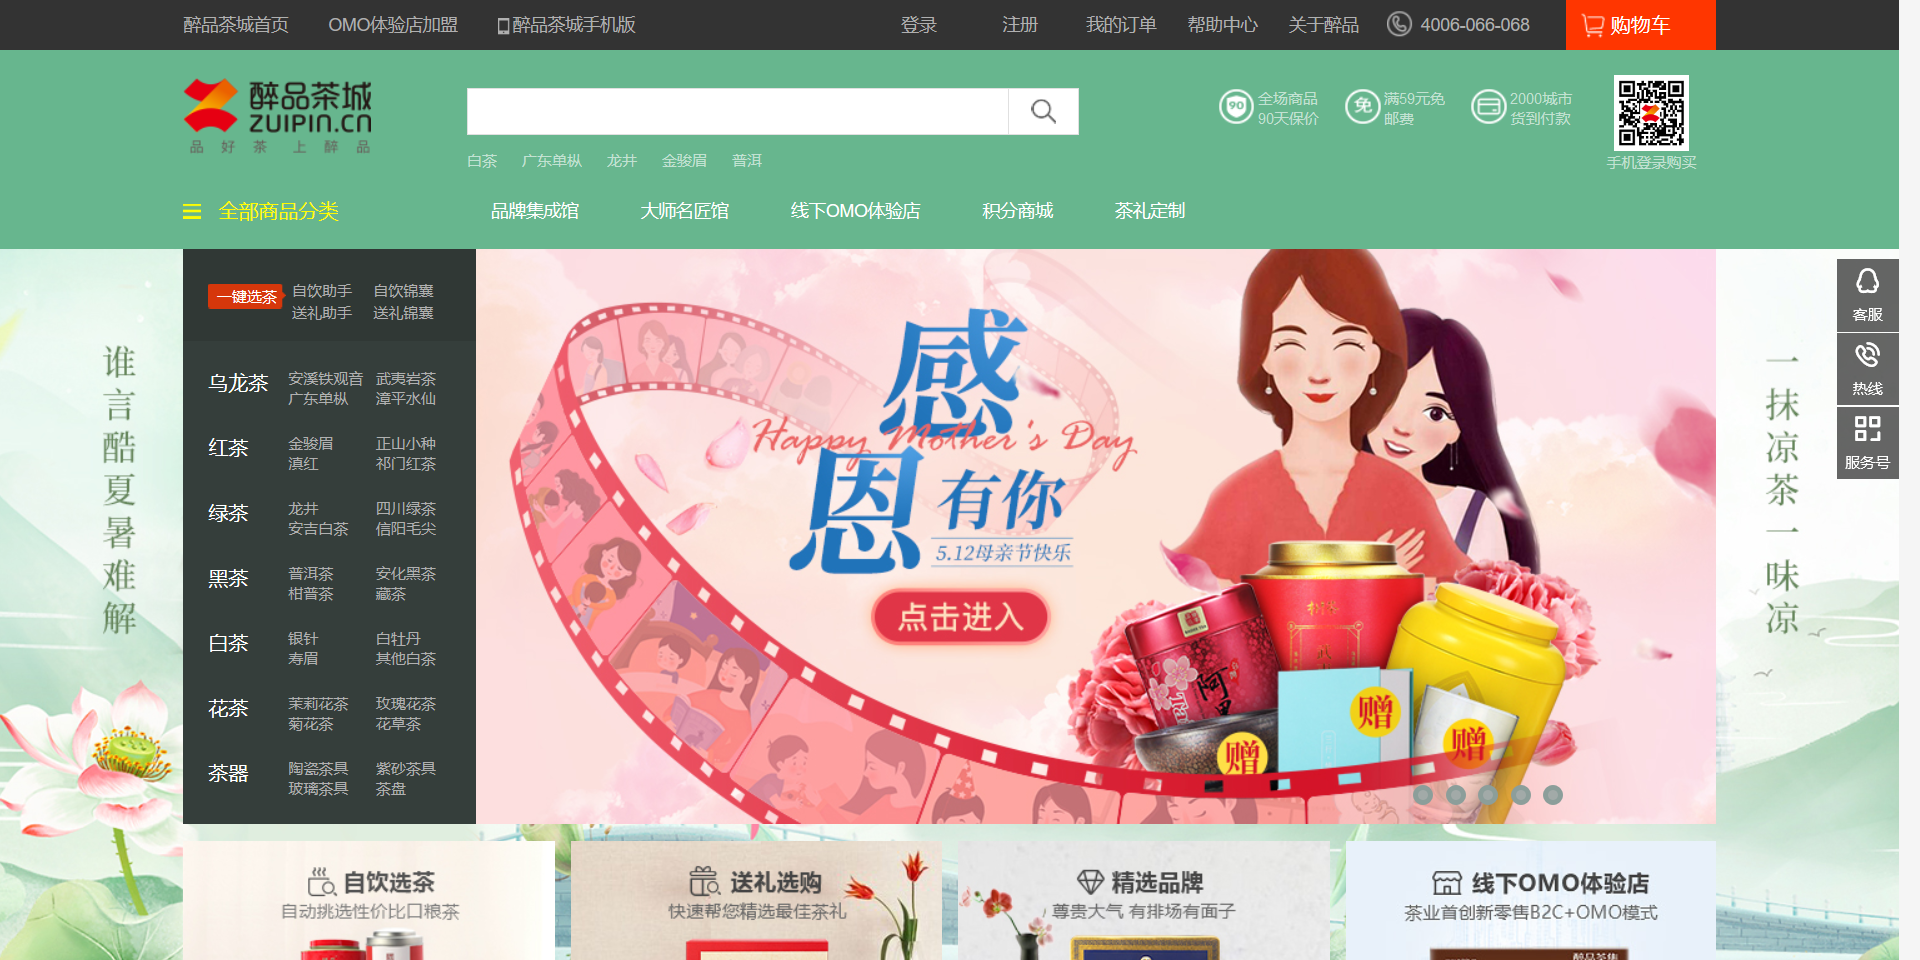 醉品茶城首页 OMO体验店加盟 醉品茶城手机版 登录 注册 我的订单 帮助中心 关于醉品 4006-066-068 购物车
醉品茶城
ZUIPIN.CN
品好茶上醉品
全场商品
90天保价
满59元免
邮费
2000城市
货到付款
手机登录购买
白茶 广东单枞 龙井 金骏眉 普洱
全部商品分类 品牌集成馆 大师名匠馆 线下OMO体验店 积分商城 茶礼定制
一键选茶
自饮助手 自饮锦囊
送礼助手 送礼锦囊
乌龙茶
安溪铁观音 武夷岩茶
广东单枞 漳平水仙
红茶
金骏眉 正山小种
滇红 祁门红茶
绿茶
龙井 四川绿茶
安吉白茶 信阳毛尖
黑茶
普洱茶 安化黑茶
柑普茶 藏茶
白茶
银针 白牡丹
寿眉 其他白茶
花茶
茉莉花茶 玫瑰花茶
菊花茶 花草茶
茶器
陶瓷茶具 紫砂茶具
玻璃茶具 茶盘
谁言酷夏暑难解
感
Happy Mother's Day
恩有你
5.12母亲节快乐
点击进入
赠
赠
赠
一抹凉茶一味凉
客服
热线
服务号
自饮选茶
自动挑选性价比口粮茶
送礼选购
快速帮您精选最佳茶礼
精选品牌
尊贵大气 有排场有面子
线下OMO体验店
茶业首创新零售B2C+OMO模式